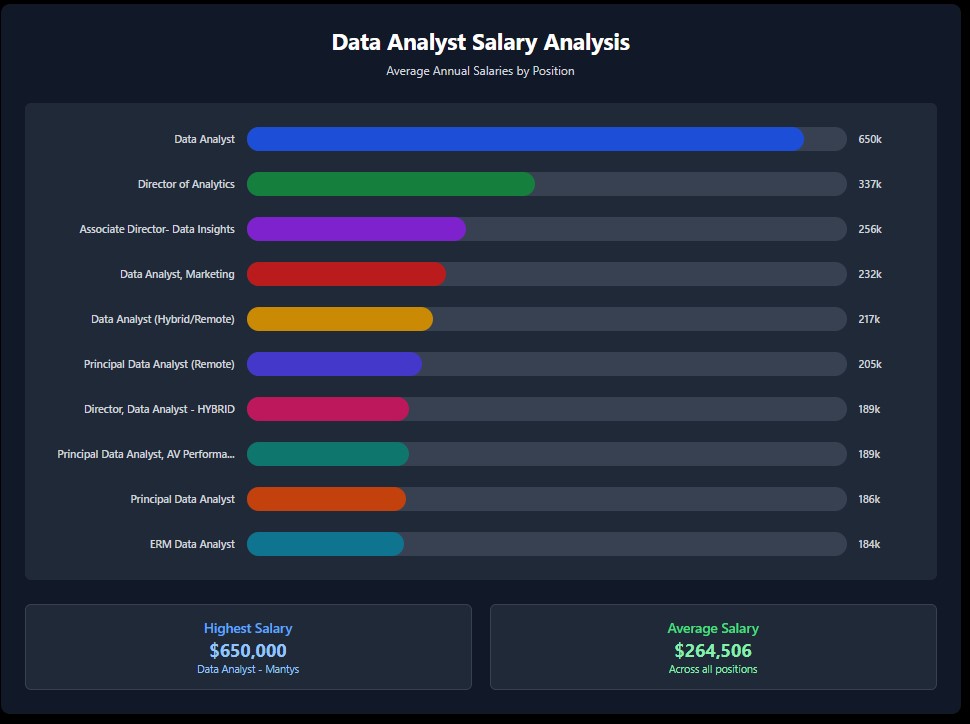 Data Analyst Salary Analysis
Average Annual Salaries by Position
Data Analyst 650k
Director of Analytics 337k
Associate Director- Data Insights 256k
Data Analyst, Marketing 232k
Data Analyst (Hybrid/Remote) 217k
Principal Data Analyst (Remote) 205k
Director, Data Analyst - HYBRID 189k
Principal Data Analyst, AV Performa... 189k
Principal Data Analyst 186k
ERM Data Analyst 184k
Highest Salary
$650,000
Data Analyst - Mantys
Average Salary
$264,506
Across all positions